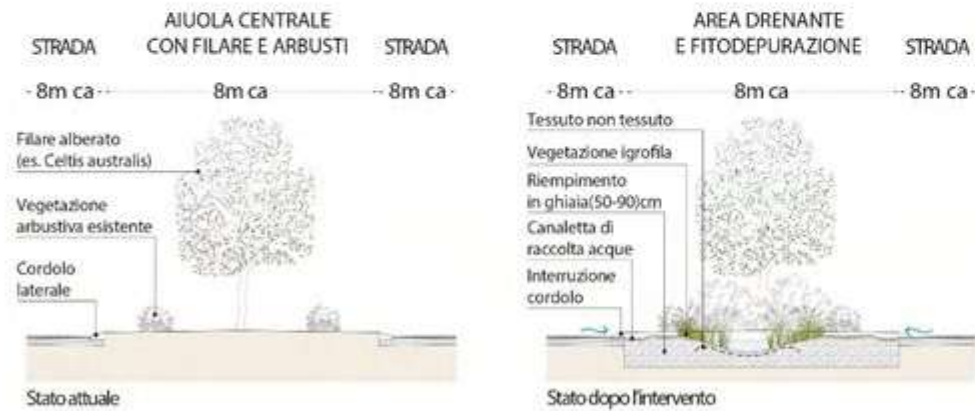 AIUOLA CENTRALE
CON FILARE E ARBUSTI
STRADA
STRADA
8m ca
8m ca
8m ca
Filare alberato
(es. Celtis australis)
Vegetazione
arbustiva esistente
Cordolo
laterale
Stato attuale
AREA DRENANTE
E FITODEPURAZIONE
STRADA
STRADA
8m ca
8m ca
8m ca
Tessuto non tessuto
Vegetazione igrofila
Riempimento
in ghiaia(50-90)cm
Canaletta di
raccolta acque
Interruzione
cordolo
Stato dopo l'intervento